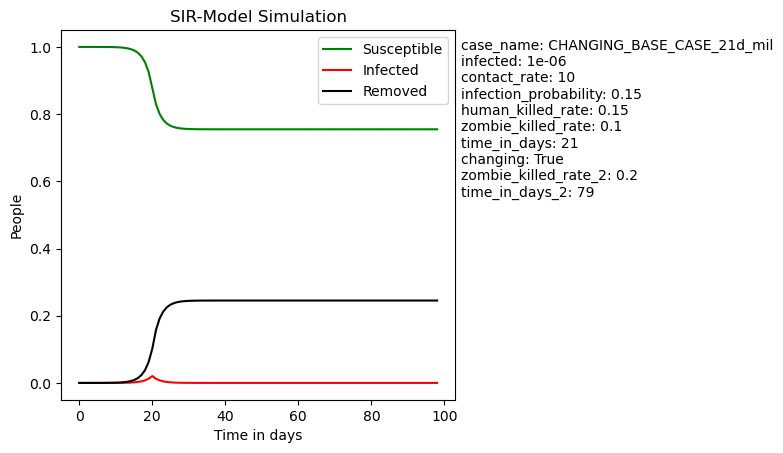 SIR-Model Simulation
1.0
0.8
0.6
0.4
0.2
0.0
People
0
20
40
60
80
100
Time in days
Susceptible
Infected
Removed
case_name: CHANGING_BASE_CASE_21d_mil
infected: 1e-06
contact_rate: 10
infection_probability: 0.15
human_killed_rate: 0.15
zombie_killed_rate: 0.1
time_in_days: 21
changing: True
zombie_killed_rate_2: 0.2
time_in_days_2: 79